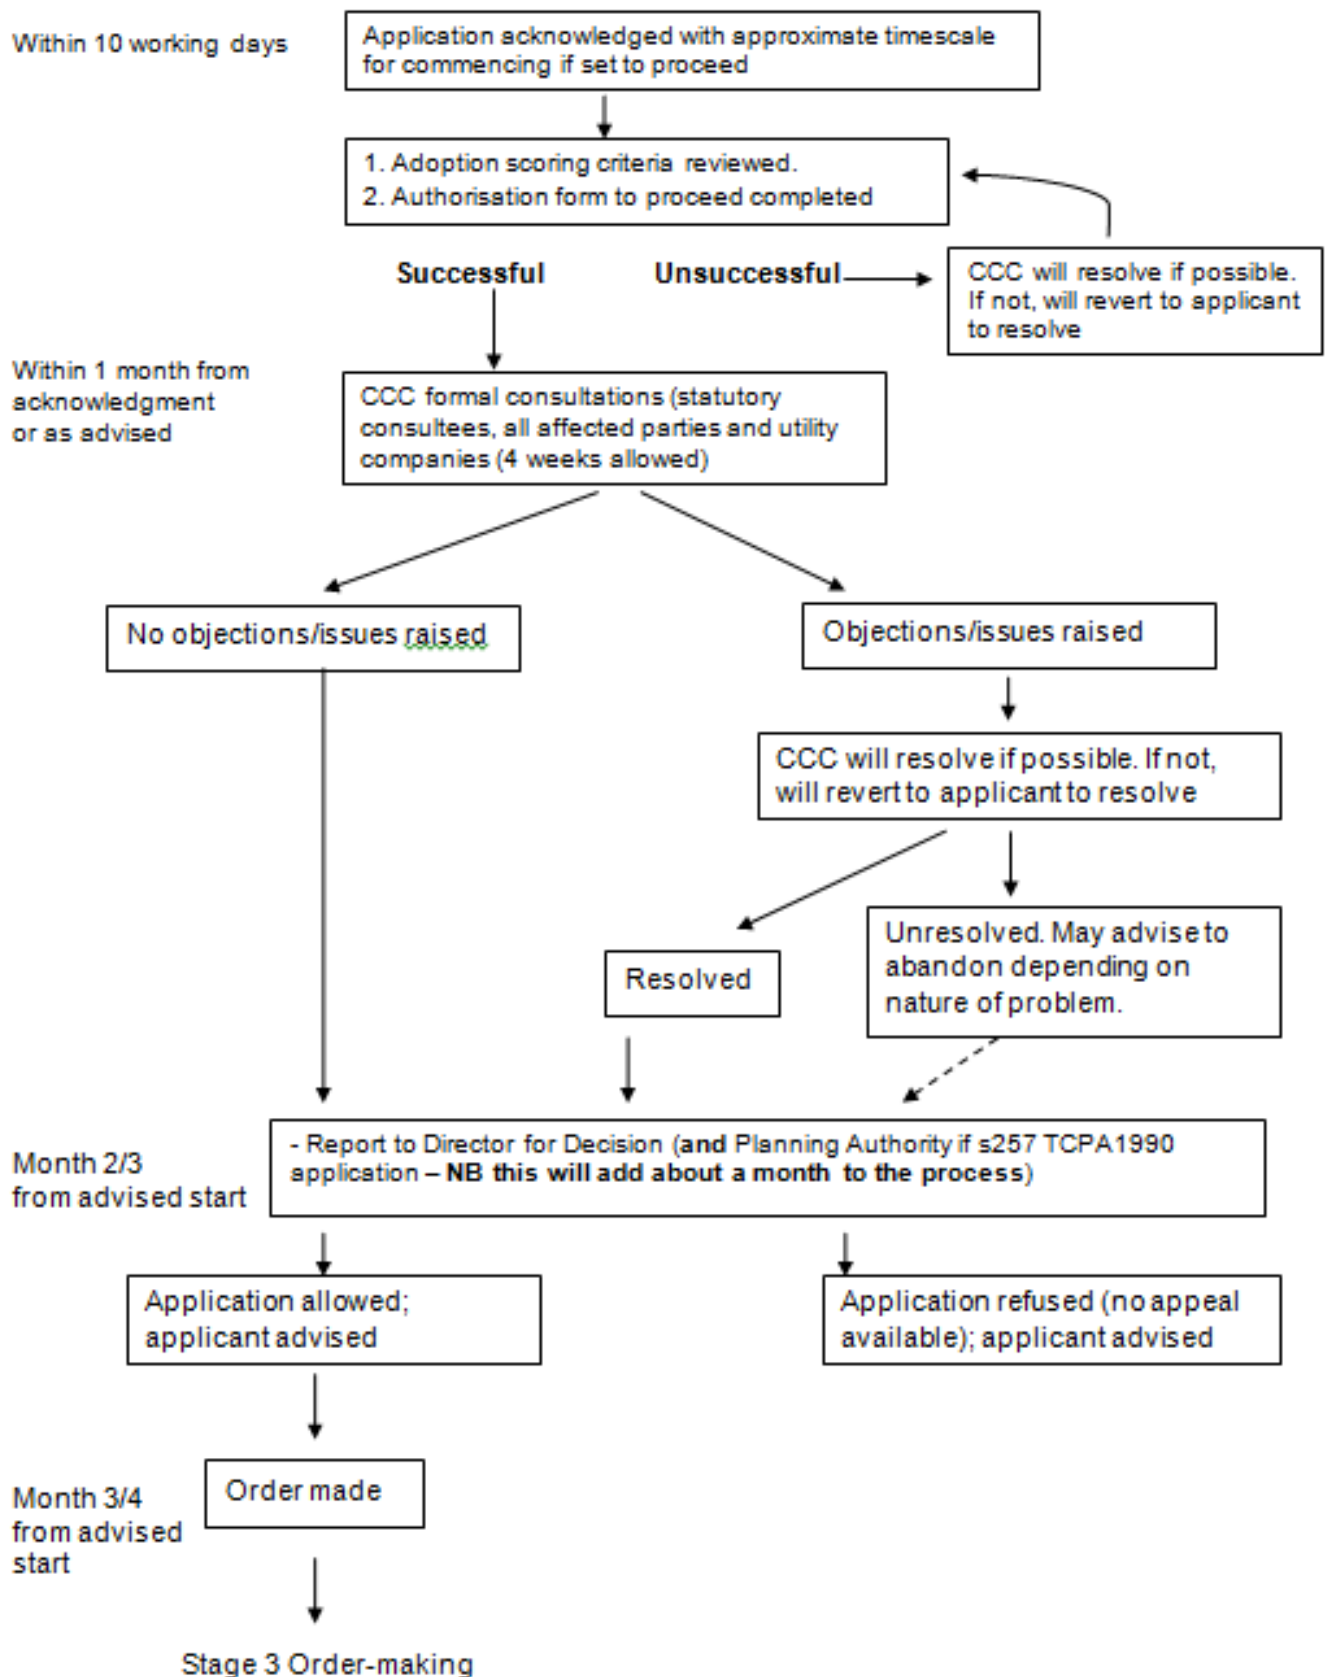 Within 10 working days
Application acknowledged with approximate timescale
for commencing if set to proceed
1. Adoption scoring criteria reviewed.
2. Authorisation form to proceed completed
Successful
Unsuccessful
CCC will resolve if possible.
If not, will revert to applicant
to resolve
Within 1 month from
acknowledgment
or as advised
CCC formal consultations (statutory
consultees, all affected parties and utility
companies (4 weeks allowed)
No objections/issues raised
Objections/issues raised
CCC will resolve if possible. If not,
will revert to applicant to resolve
Resolved
Unresolved. May advise to
abandon depending on
nature of problem.
Month 2/3
from advised start
- Report to Director for Decision (and Planning Authority if s257 TCPA1990
application – NB this will add about a month to the process)
Application allowed;
applicant advised
Application refused (no appeal
available); applicant advised
Month 3/4
from advised
start
Order made
Stage 3 Order-making